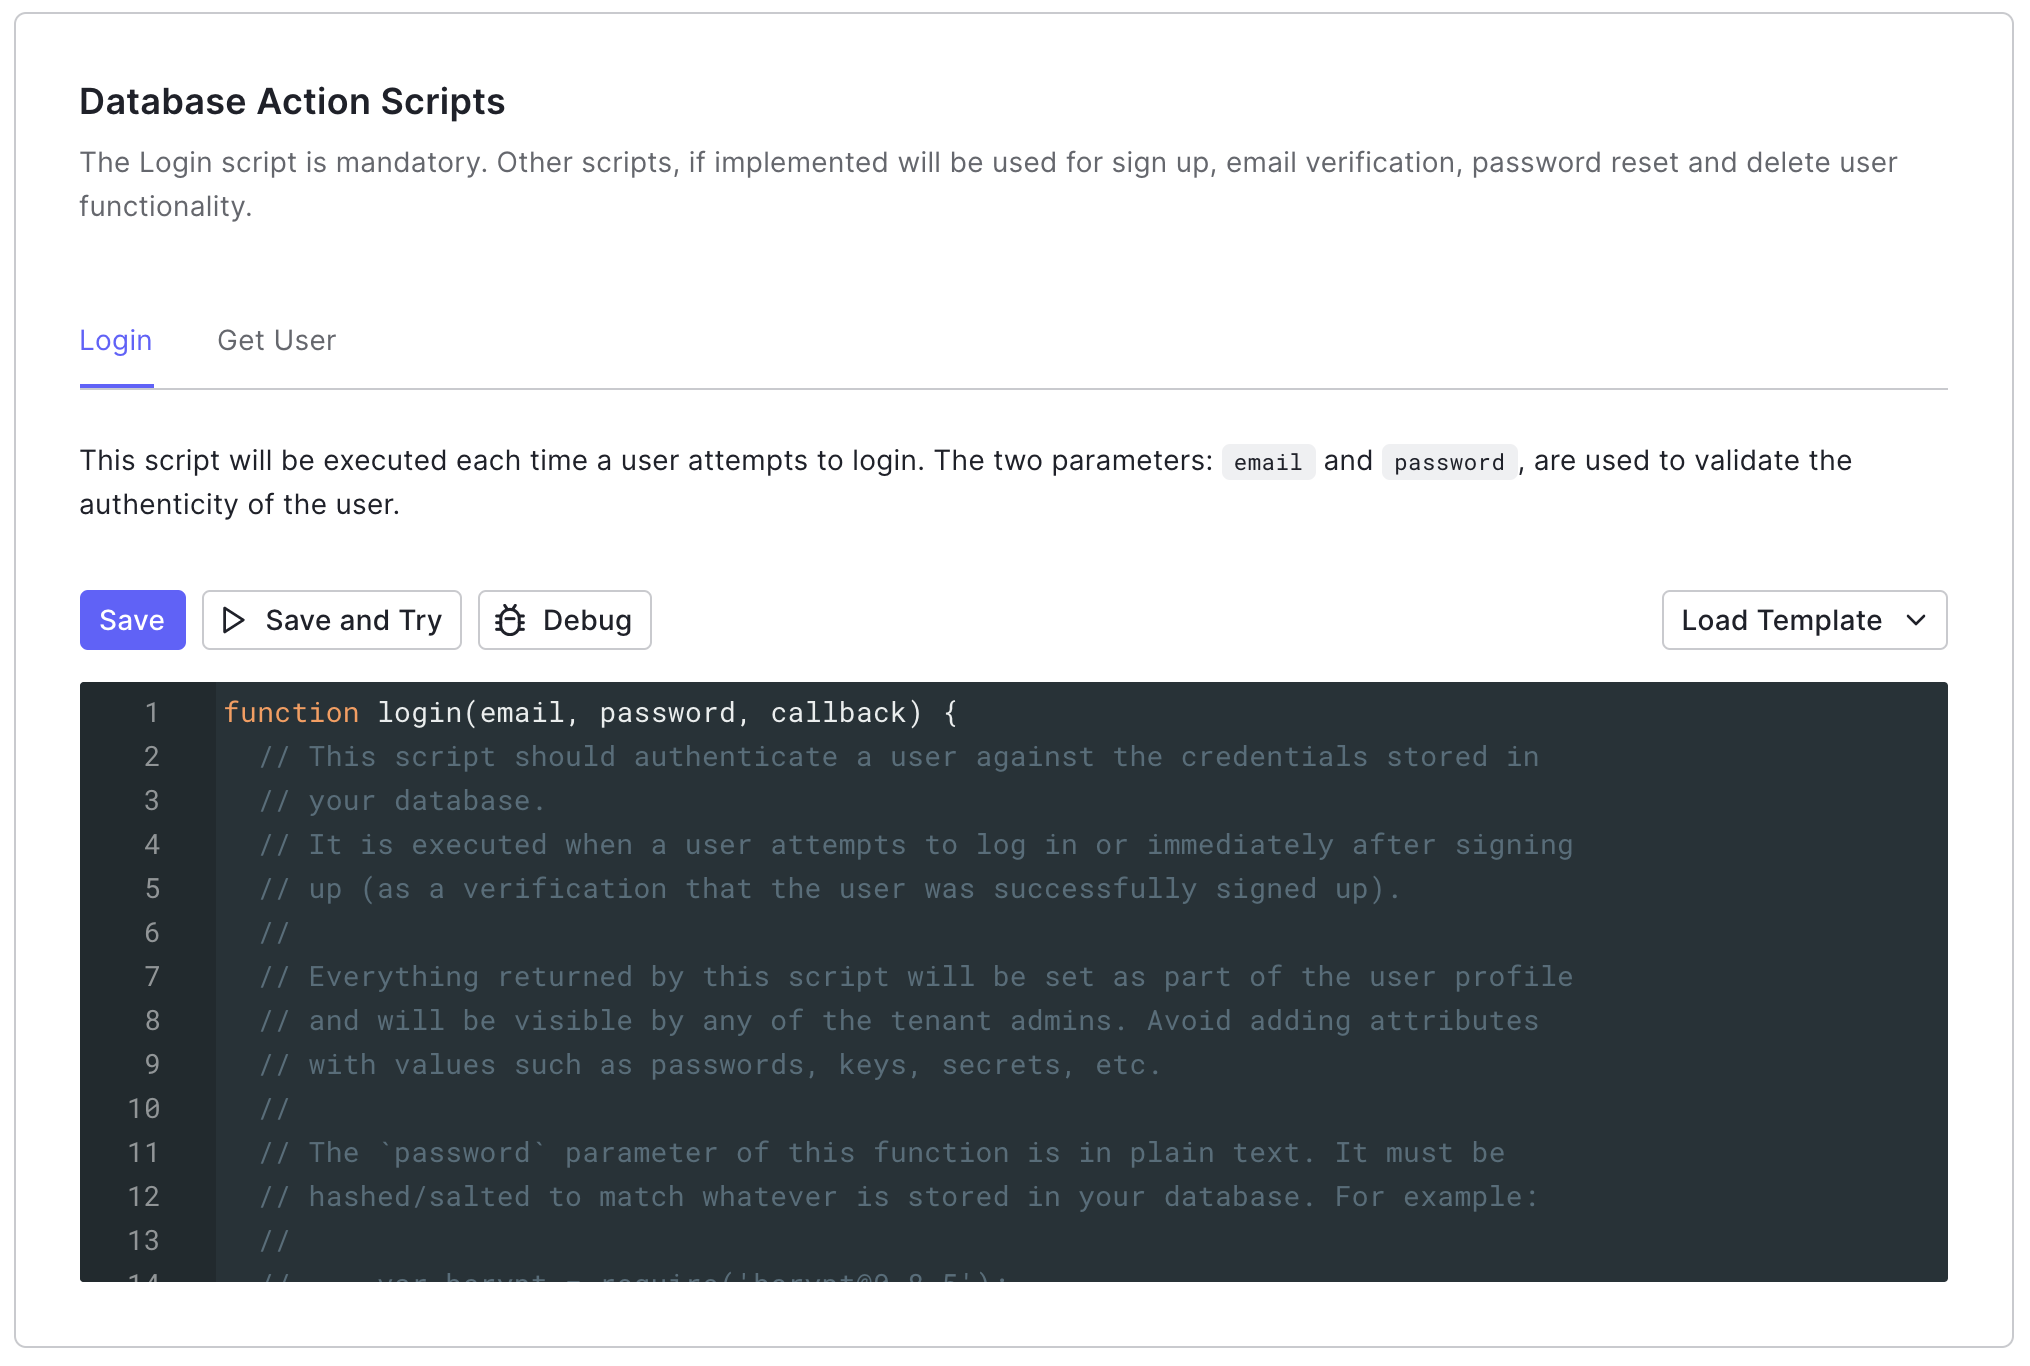 Database Action Scripts
The Login script is mandatory. Other scripts, if implemented will be used for sign up, email verification, password reset and delete user
functionality.
Login Get User
This script will be executed each time a user attempts to login. The two parameters: email and password, are used to validate the
authenticity of the user.
Save Save and Try Debug Load Template
1 function login(email, password, callback) {
2 // This script should authenticate a user against the credentials stored in
3 // your database.
4 // It is executed when a user attempts to log in or immediately after signing
5 // up (as a verification that the user was successfully signed up).
6 //
7 // Everything returned by this script will be set as part of the user profile
8 // and will be visible by any of the tenant admins. Avoid adding attributes
9 // with values such as passwords, keys, secrets, etc.
10 //
11 // The `password` parameter of this function is in plain text. It must be
12 // hashed/salted to match whatever is stored in your database. For example:
13 //
14 // var bcrypt = require('bcrypt@0.8.5');